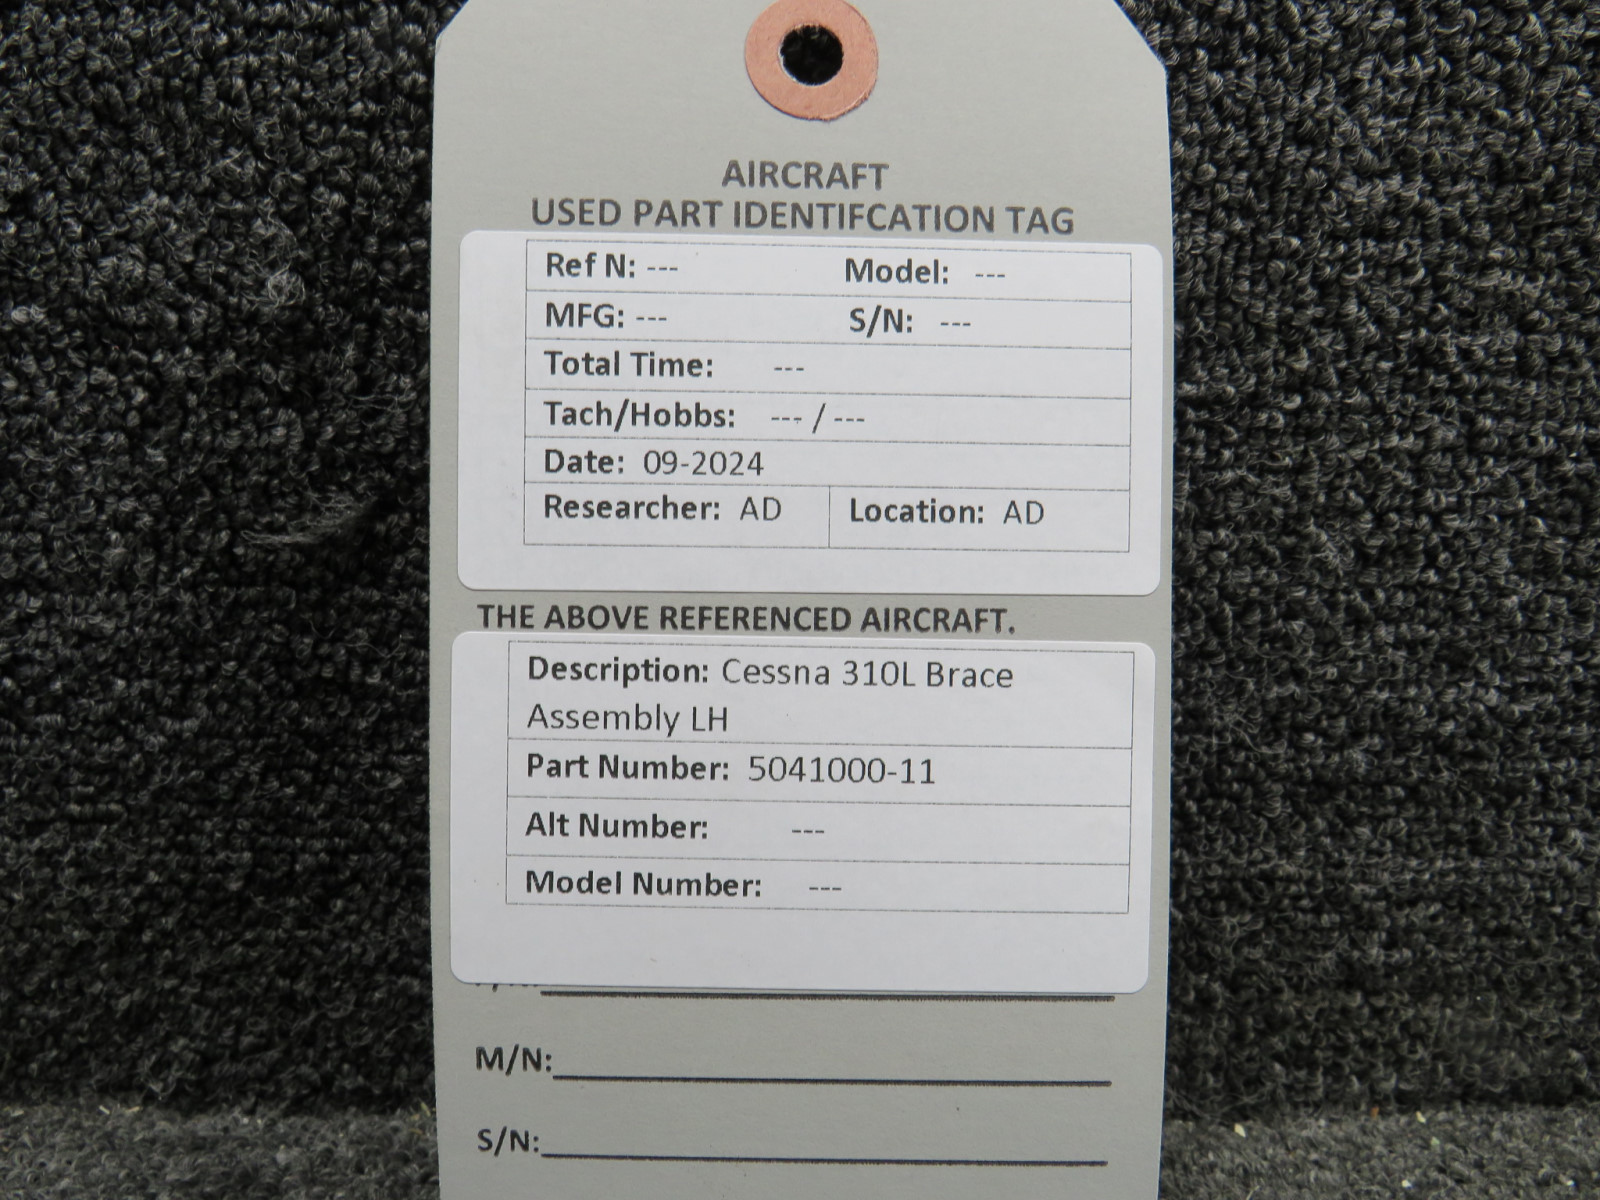 AIRCRAFT
USED PART IDENTIFCATION TAG
Ref N: --- Model: ---
MFG: --- S/N: ---
Total Time: ---
Tach/Hobbs: --- / ---
Date: 09-2024
Researcher: AD Location: AD
THE ABOVE REFERENCED AIRCRAFT.
Description: Cessna 310L Brace
Assembly LH
Part Number: 5041000-11
Alt Number: ---
Model Number: ---
M/N:
S/N: